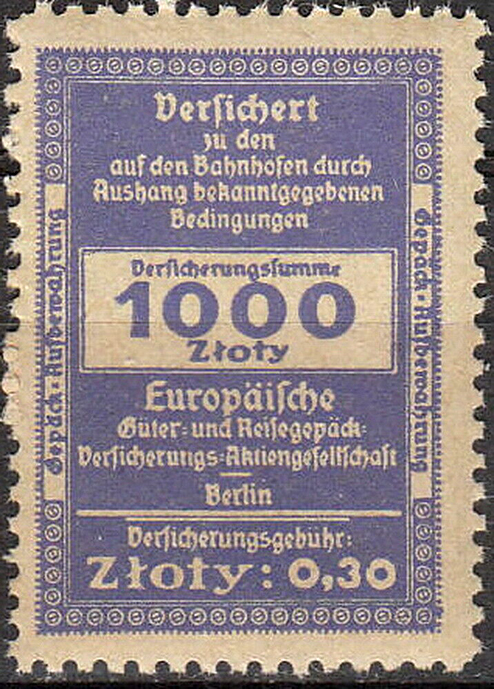 Versichert
zu den
auf den Bahnhöfen durch
Aushang bekanntgegebenen
Bedingungen
Gepäck-Aufbewahrung
Gepäck-Aufbewahrung
Versicherungssumme
1000
Złoty
Europäische
Güter- und Reisegepäck-
Versicherungs-Aktiengesellschaft
Berlin
Versicherungsgebühr:
Złoty: 0,30